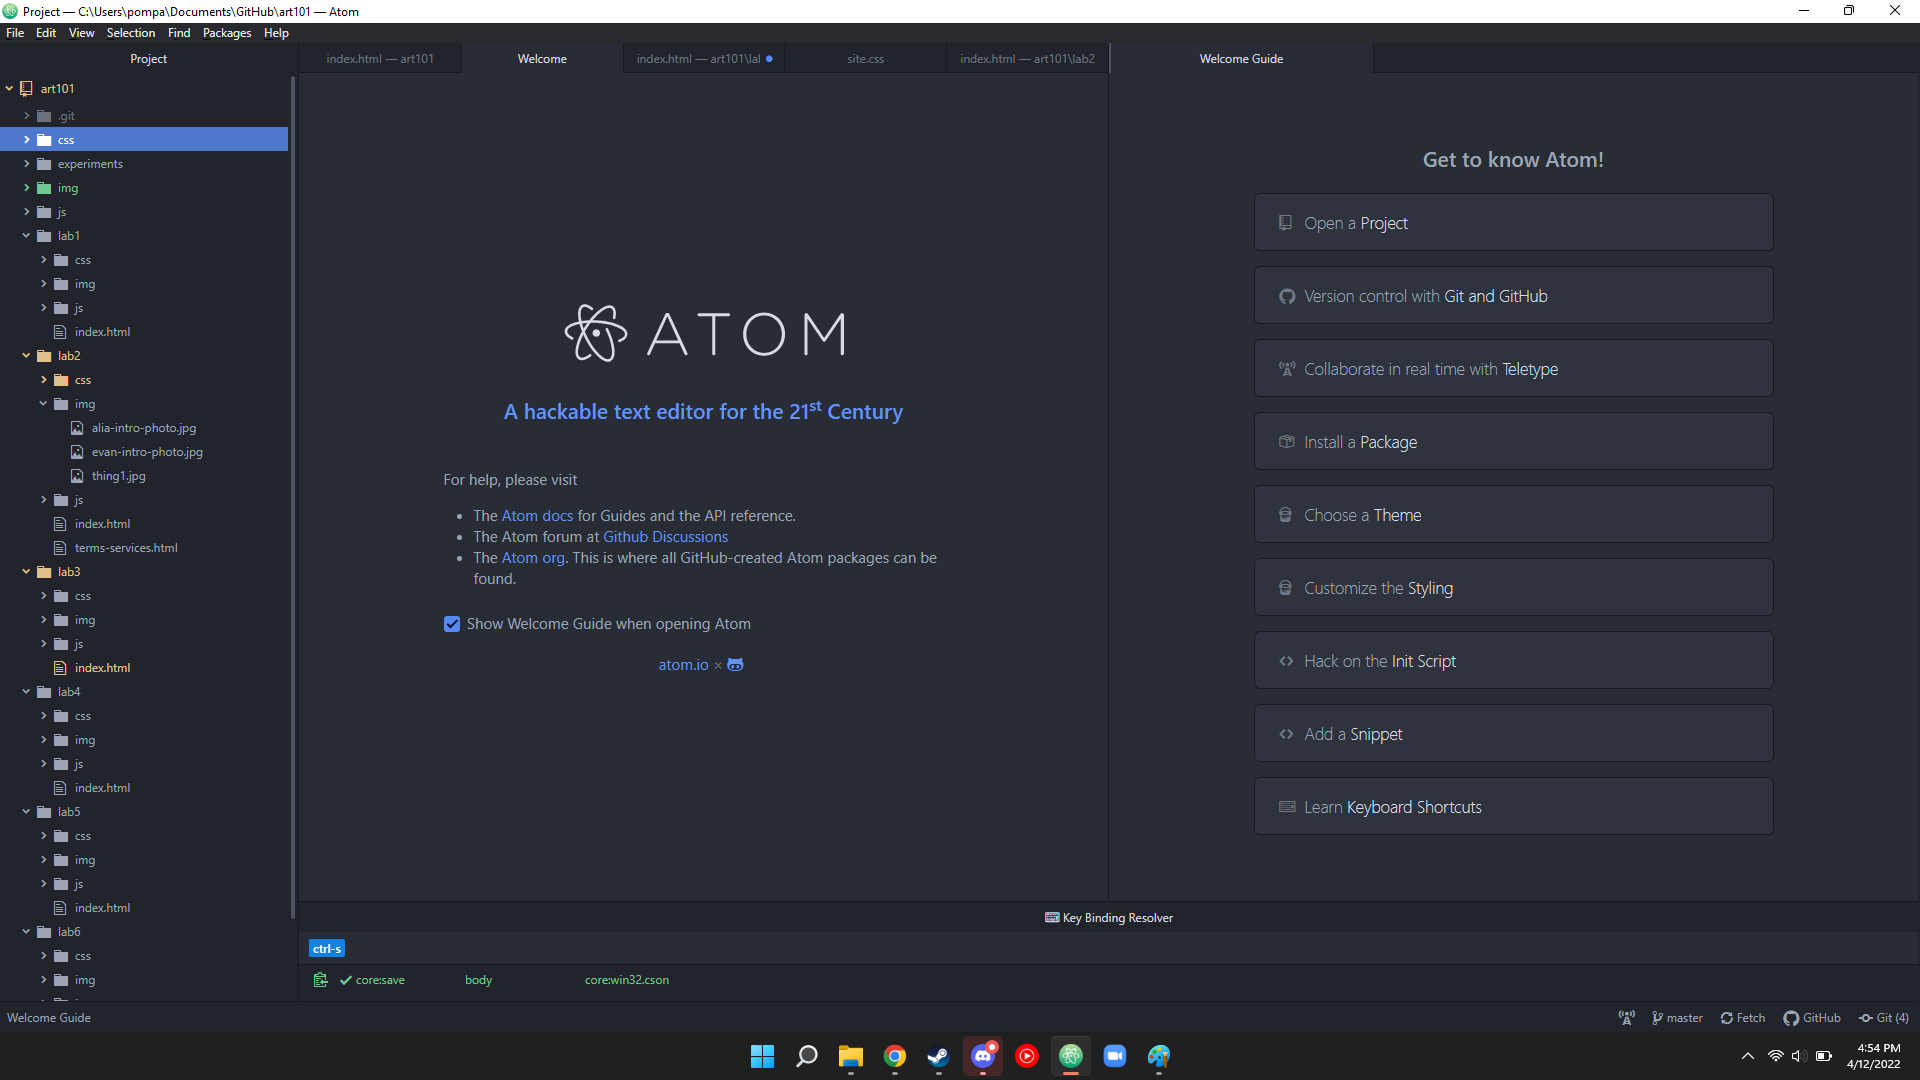 Project — C:\Users\pompa\Documents\GitHub\art101 — Atom
File Edit View Selection Find Packages Help
Project
index.html — art101
Welcome
index.html — art101\lal
site.css
index.html — art101\lab2
Welcome Guide
art101
.git
css
experiments
img
js
lab1
css
img
js
index.html
lab2
css
img
alia-intro-photo.jpg
evan-intro-photo.jpg
thing1.jpg
js
index.html
terms-services.html
lab3
css
img
js
index.html
lab4
css
img
js
index.html
lab5
css
img
js
index.html
lab6
css
img
ATOM
A hackable text editor for the 21st Century
For help, please visit
The Atom docs for Guides and the API reference.
The Atom forum at Github Discussions
The Atom org. This is where all GitHub-created Atom packages can be
found.
Show Welcome Guide when opening Atom
atom.io ×
Get to know Atom!
Open a Project
Version control with Git and GitHub
Collaborate in real time with Teletype
Install a Package
Choose a Theme
Customize the Styling
Hack on the Init Script
Add a Snippet
Learn Keyboard Shortcuts
Key Binding Resolver
ctrl-s
core:save body core:win32.cson
Welcome Guide
master Fetch GitHub Git (4)
4:54 PM
4/12/2022